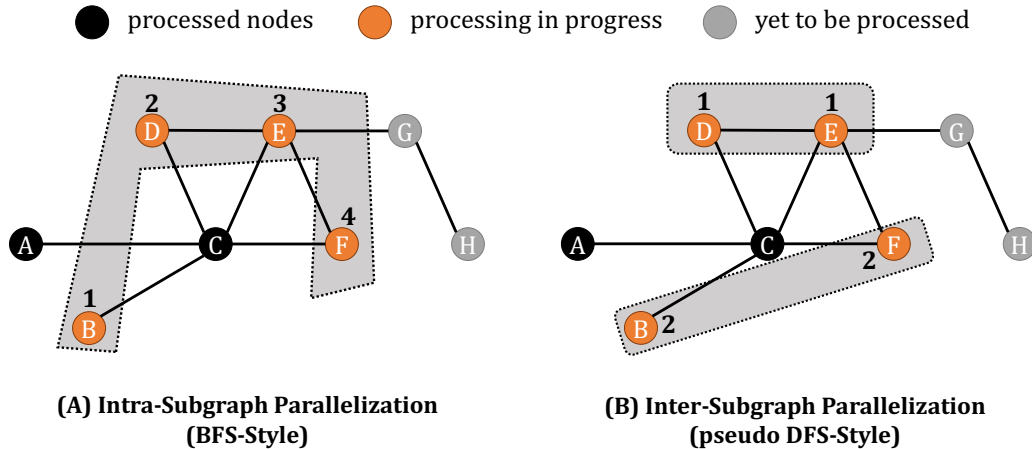 processed nodes processing in progress yet to be processed
2 3 1 1
D E G D E G
4
A C F H A C F H
2
1
B B 2
(A) Intra-Subgraph Parallelization (B) Inter-Subgraph Parallelization
(BFS-Style) (pseudo DFS-Style)